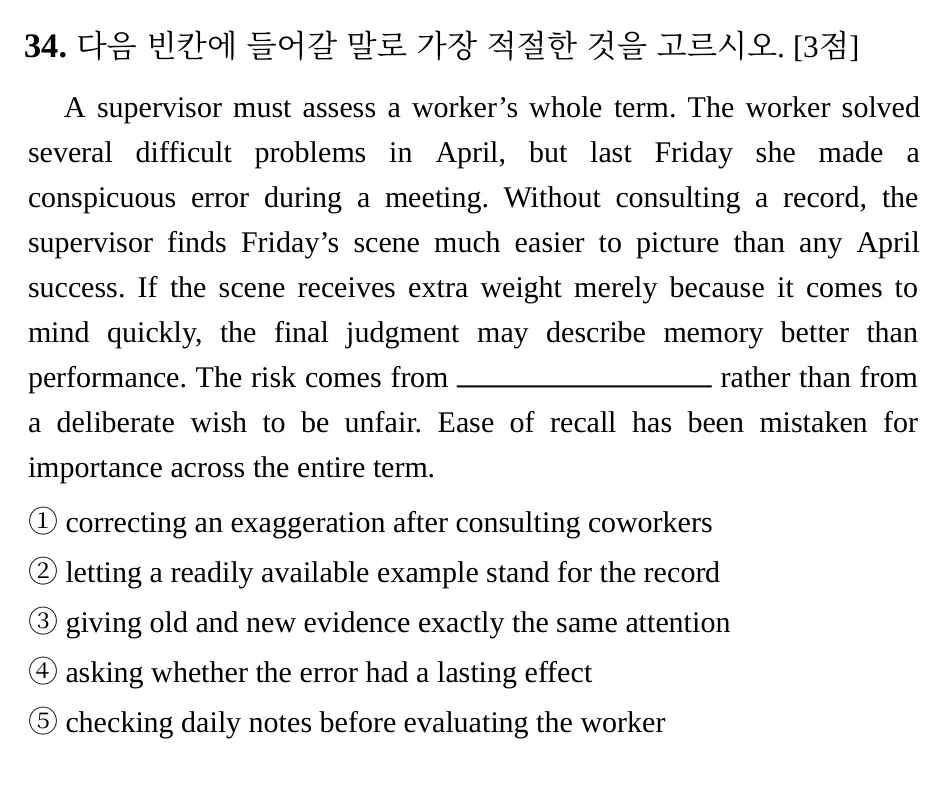 34. 다음 빈칸에 들어갈 말로 가장 적절한 것을 고르시오. [3점]
A supervisor must assess a worker’s whole term. The worker solved
several difficult problems in April, but last Friday she made a
conspicuous error during a meeting. Without consulting a record, the
supervisor finds Friday’s scene much easier to picture than any April
success. If the scene receives extra weight merely because it comes to
mind quickly, the final judgment may describe memory better than
performance. The risk comes from ____________ rather than from
a deliberate wish to be unfair. Ease of recall has been mistaken for
importance across the entire term.
① correcting an exaggeration after consulting coworkers
② letting a readily available example stand for the record
③ giving old and new evidence exactly the same attention
④ asking whether the error had a lasting effect
⑤ checking daily notes before evaluating the worker